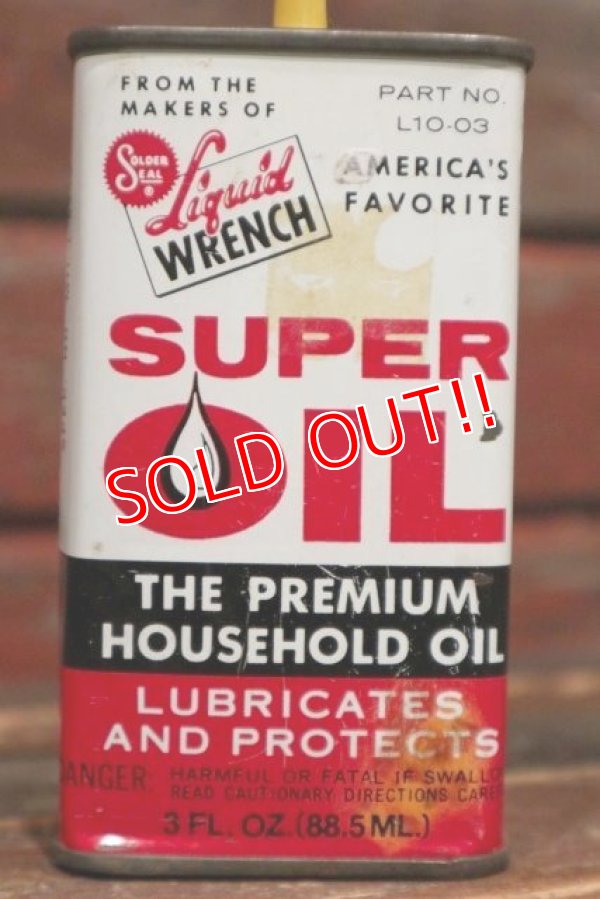 FROM THE
MAKERS OF
PART NO.
L10-03
SOLDER
SEAL
®
Liquid
WRENCH
AMERICA'S
FAVORITE
SUPER
OIL
SOLD OUT!!
THE PREMIUM
HOUSEHOLD OIL
LUBRICATES
AND PROTECTS
DANGER: HARMFUL OR FATAL IF
READ CAUTIONARY DIRECTIONS
3 FL. OZ. (88.5 ML.)